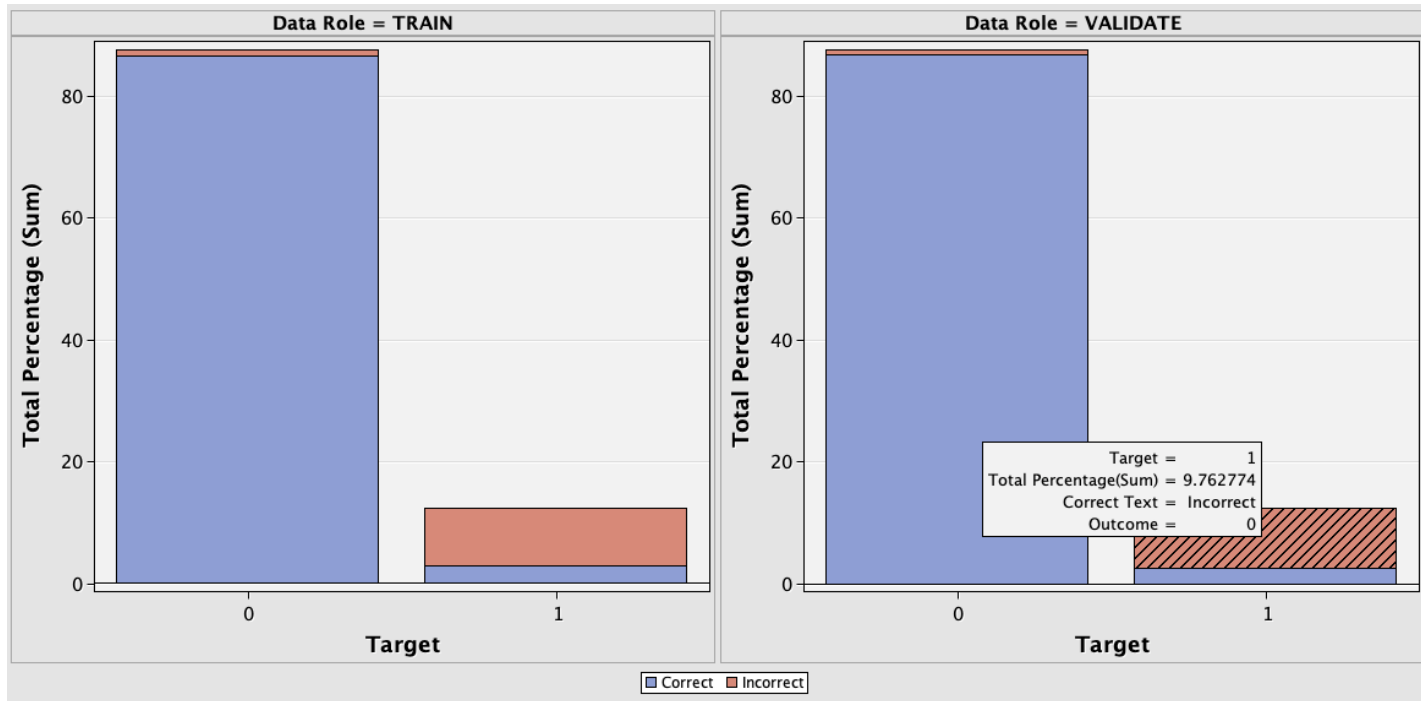 Data Role = TRAIN
Total Percentage (Sum)
80
60
40
20
0
0 1
Target
Data Role = VALIDATE
Total Percentage (Sum)
80
60
40
20
0
Target = 1
Total Percentage(Sum) = 9.762774
Correct Text = Incorrect
Outcome = 0
0 1
Target
Correct Incorrect